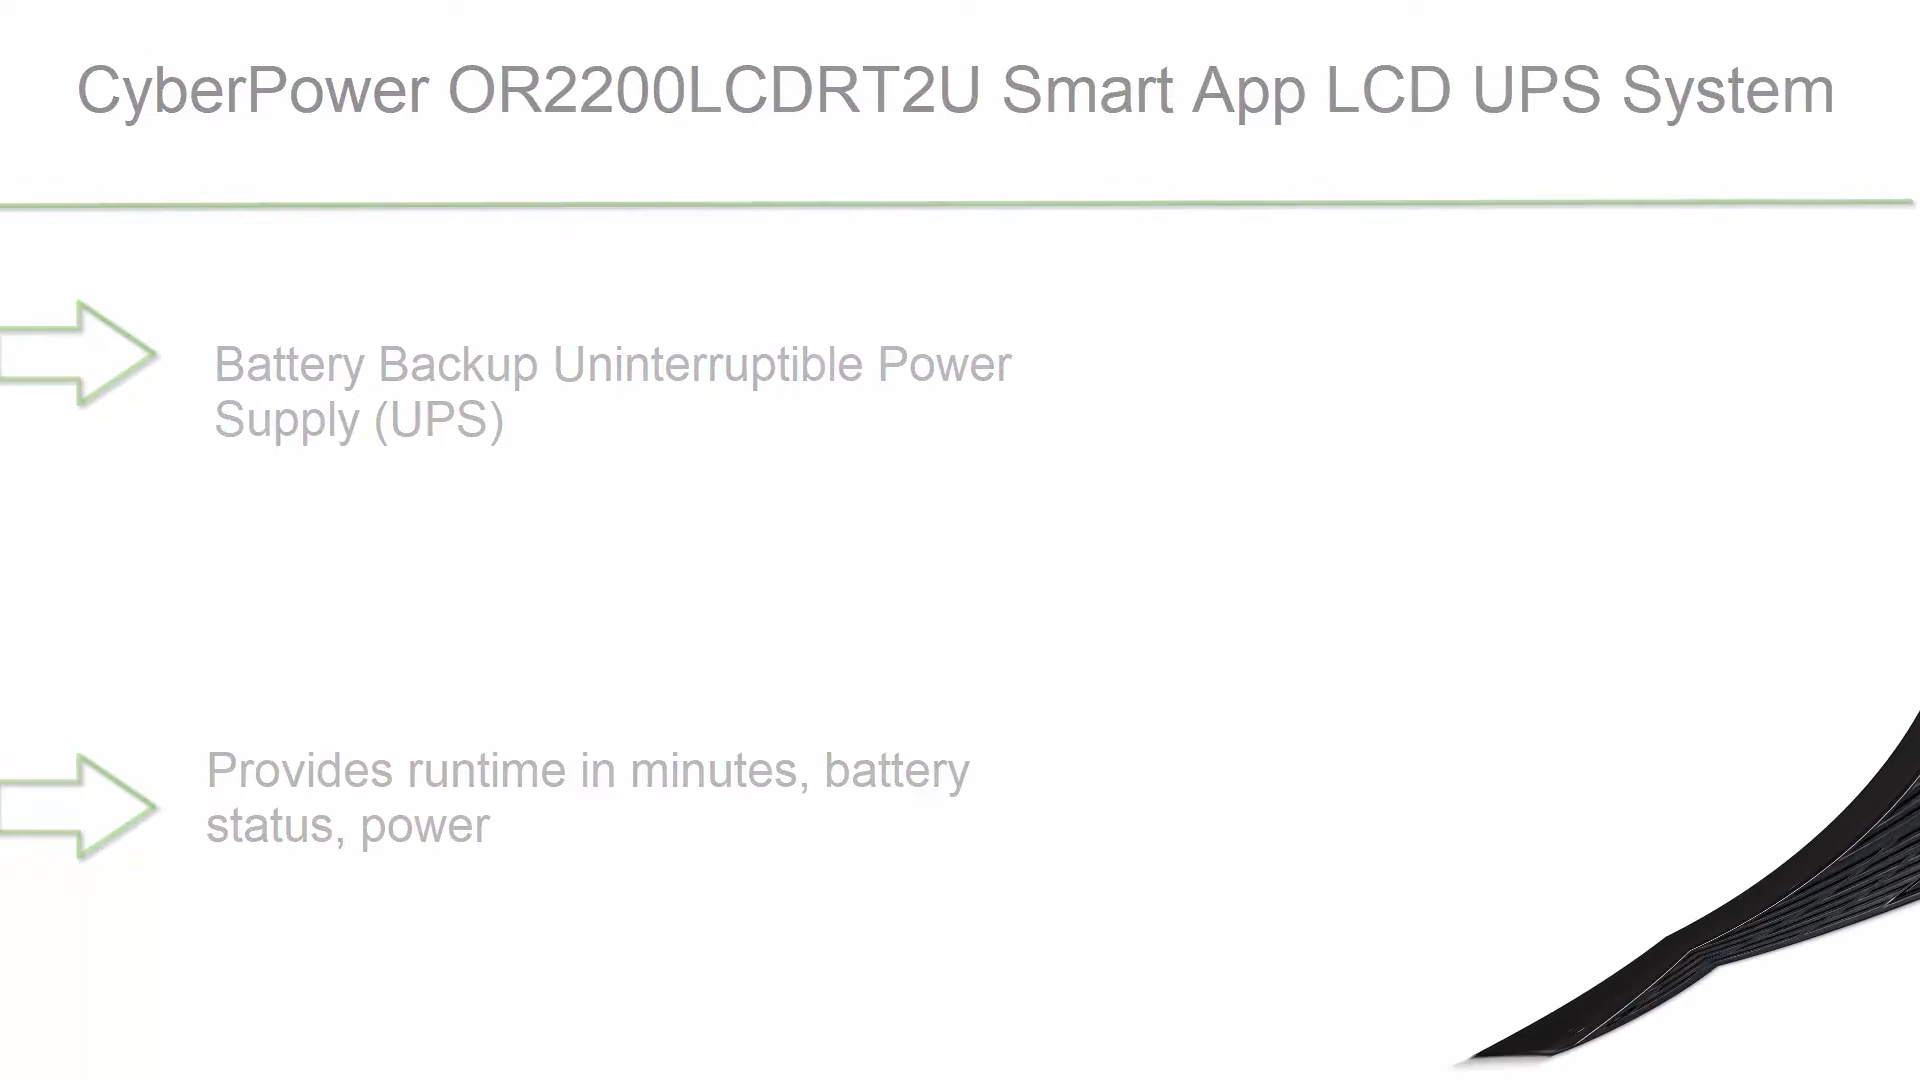 CyberPower OR2200LCDRT2U Smart App LCD UPS System
Battery Backup Uninterruptible Power
Supply (UPS)
Provides runtime in minutes, battery
status, power